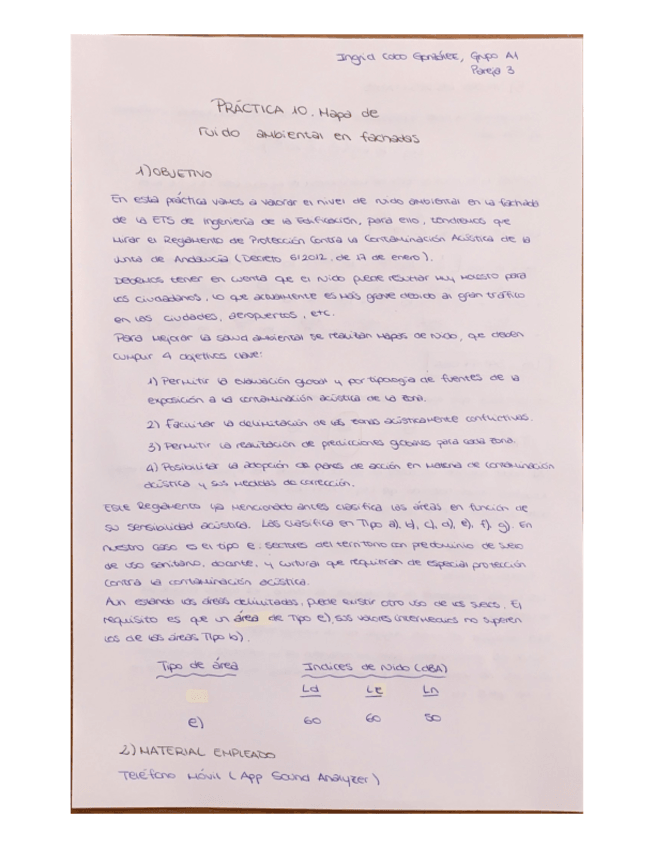 Ingrid Coco González, Grupo A1
Pareja 3
PRÁCTICA 10. Mapa de
ruido ambiental en fachadas
1) OBJETIVO
En esta práctica vamos a valorar el nivel de ruido ambiental en la fachada
de la ETS de Ingeniería de la Edificación, para ello, tendremos que
mirar el Reglamento de Protección Contra la Contaminación Acústica de la
Junta de Andalucía (Decreto 6/2012, de 17 de enero).
Debemos tener en cuenta que el ruido puede resultar muy molesto para
los ciudadanos, lo que actualmente es más grave debido al gran tráfico
en las ciudades, aeropuertos, etc.
Para mejorar la salud ambiental se realizan mapas de ruido, que deben
cumplir 4 objetivos clave:
1) Permitir la evaluación global y por tipología de fuentes de la
exposición a la contaminación acústica de la zona.
2) Facilitar la delimitación de las zonas acústicamente conflictivas.
3) Permitir la realización de predicciones globales para cada zona.
4) Posibilitar la adopción de planes de acción en materia de contaminación
acústica y sus medidas de corrección.
Este Reglamento ya mencionado antes clasifica las áreas en función de
su sensibilidad acústica. Las clasifica en Tipo a), b), c), d), e), f), g). En
nuestro caso es el tipo e: sectores del territorio con predominio de suelo
de uso sanitario, docente, y cultural que requieran de especial protección
contra la contaminación acústica.
Aun estando las áreas delimitadas, puede existir otro uso de los suelos. El
requisito es que un área de Tipo e), sus valores intermedios no superen
los de las áreas Tipo b).
Tipo de área Indices de ruido (dBA)
Ld Le Ln
e) 60 60 50
2) MATERIAL EMPLEADO
Teléfono móvil (App Sound Analyzer)